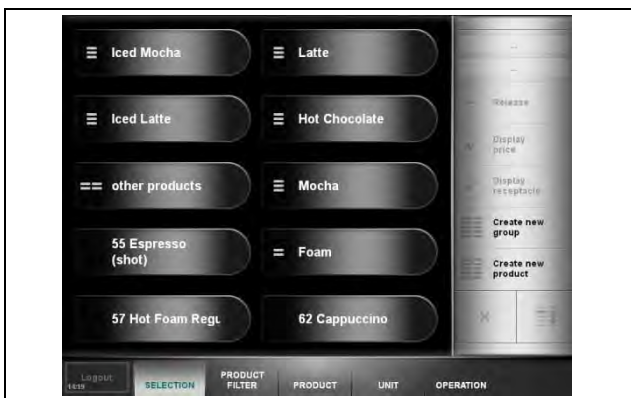 Iced Mocha
Latte
Iced Latte
Hot Chocolate
other products
Mocha
55 Espresso
(shot)
Foam
57 Hot Foam Regu
62 Cappuccino
Release
Display
price
Display
receptacle
Create new
group
Create new
product
Logout
14:19
SELECTION
PRODUCT
FILTER
PRODUCT
UNIT
OPERATION